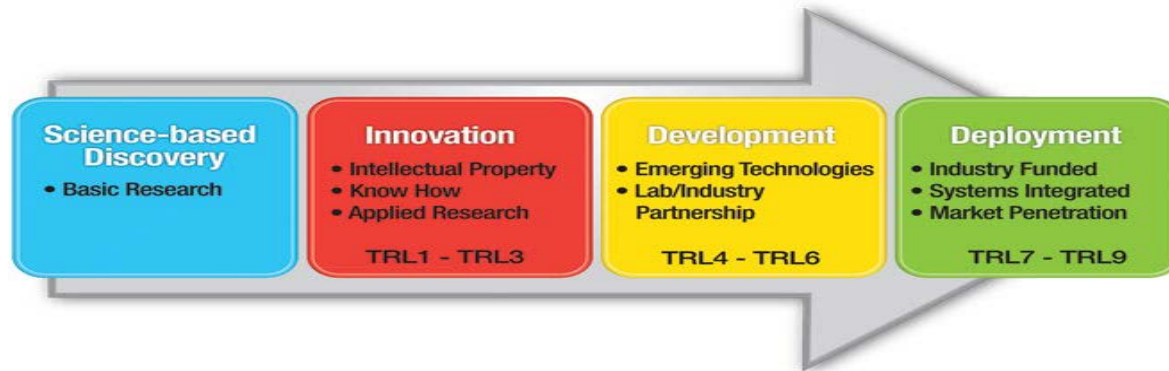 Science-based
Discovery
• Basic Research
Innovation
• Intellectual Property
• Know How
• Applied Research
TRL1 - TRL3
Development
• Emerging Technologies
• Lab/Industry
Partnership
TRL4 - TRL6
Deployment
• Industry Funded
• Systems Integrated
• Market Penetration
TRL7 - TRL9